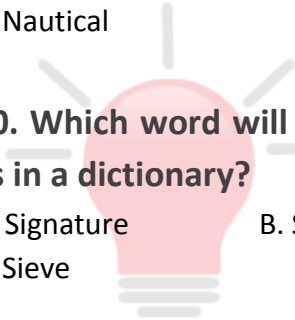 Nautical
0. Which word will
s in a dictionary?
Signature B. S
Sieve